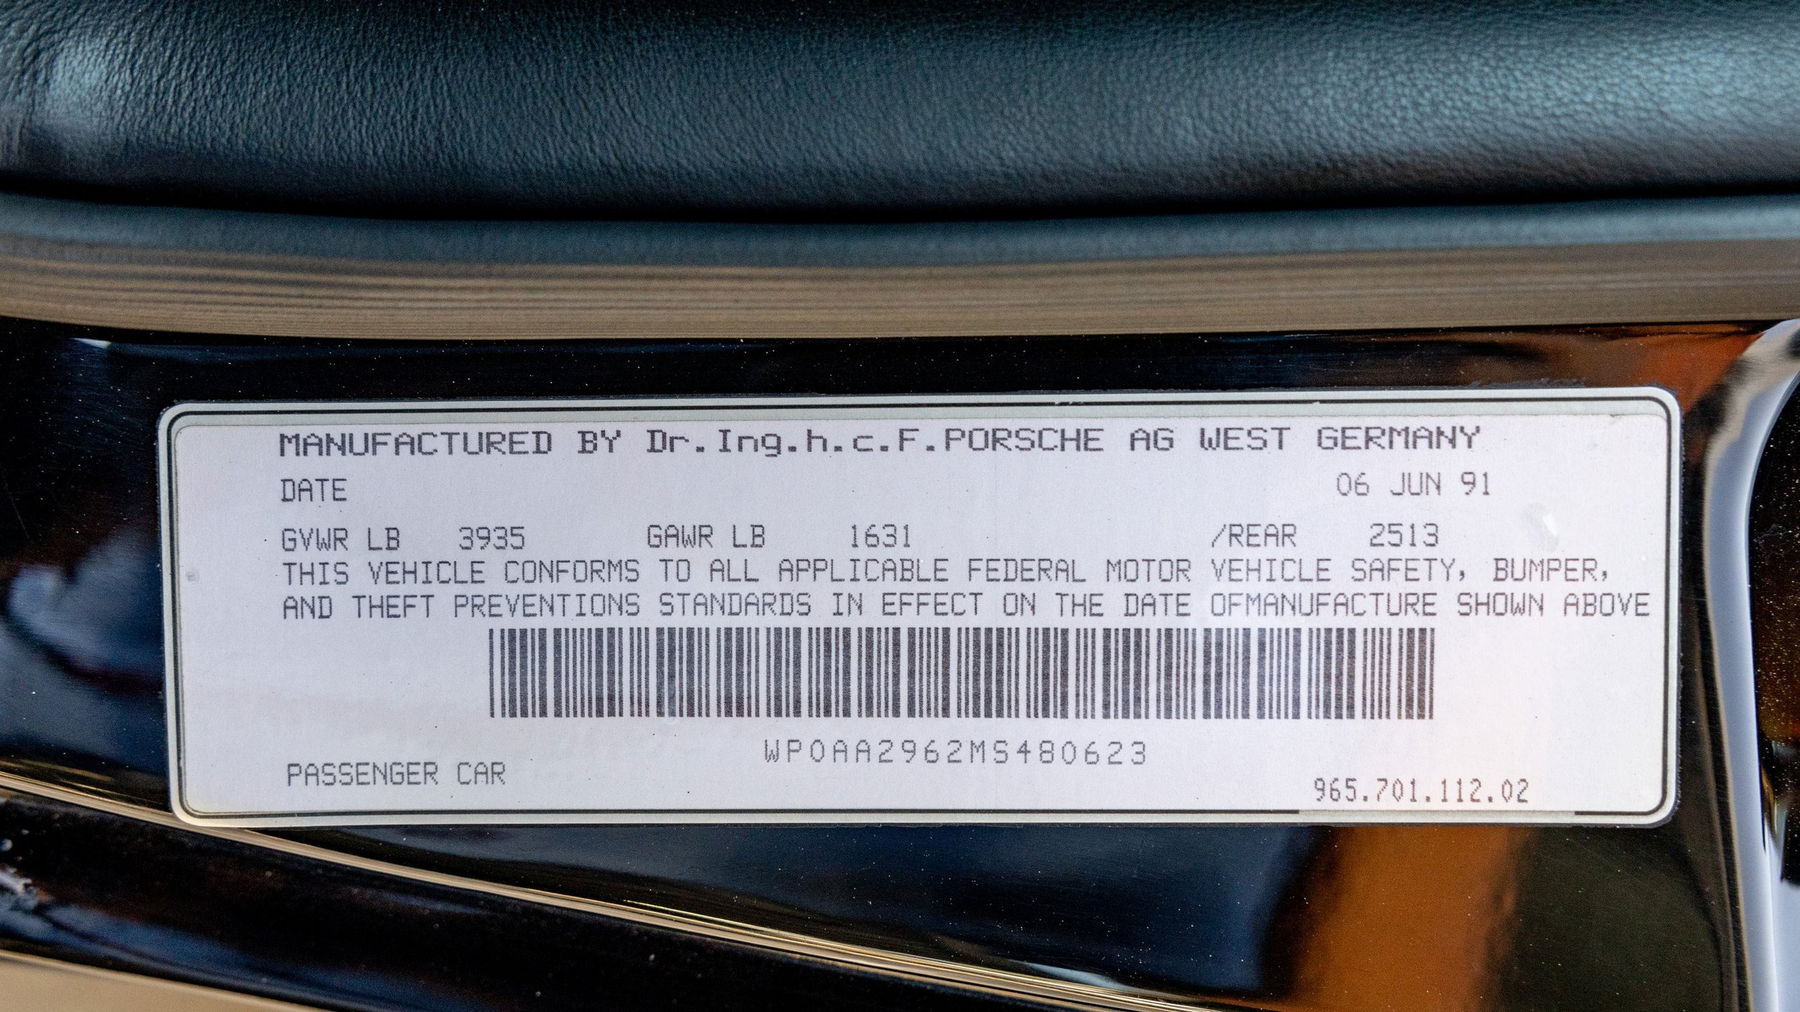 MANUFACTURED BY Dr.Ing.h.c.F.PORSCHE AG WEST GERMANY
DATE 06 JUN 91
GVWR LB 3935 GAWR LB 1631 /REAR 2513
THIS VEHICLE CONFORMS TO ALL APPLICABLE FEDERAL MOTOR VEHICLE SAFETY, BUMPER,
AND THEFT PREVENTIONS STANDARDS IN EFFECT ON THE DATE OFMANUFACTURE SHOWN ABOVE
WP0AA2962MS480623
PASSENGER CAR
965.701.112.02